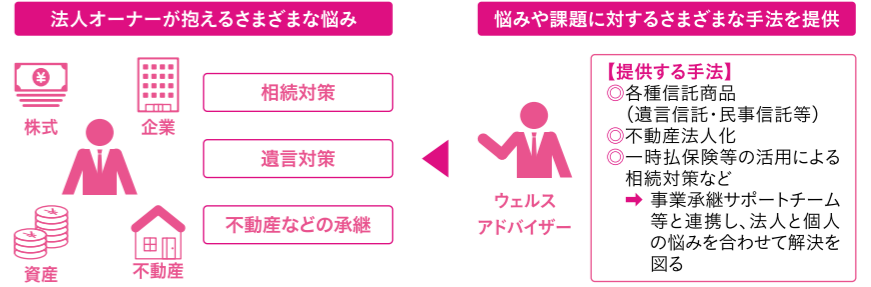 法人オーナーが抱えるさまざまな悩み
株式
企業
資産
不動産
相続対策
遺言対策
不動産などの承継
悩みや課題に対するさまざまな手法を提供
ウェルス
アドバイザー
【提供する手法】
◎各種信託商品
（遺言信託・民事信託等）
◎不動産法人化
◎一時払保険等の活用による
相続対策など
➡ 事業承継サポートチーム
等と連携し、法人と個人
の悩みを合わせて解決を
図る